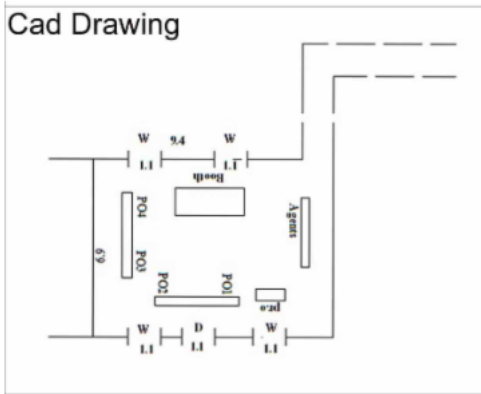 Cad Drawing
W 9.4 W
1.1 1.1
Booth
PO4
Agents
6.9
PO3
PO2 PO1
pr.o
W D W
1.1 1.1 1.1